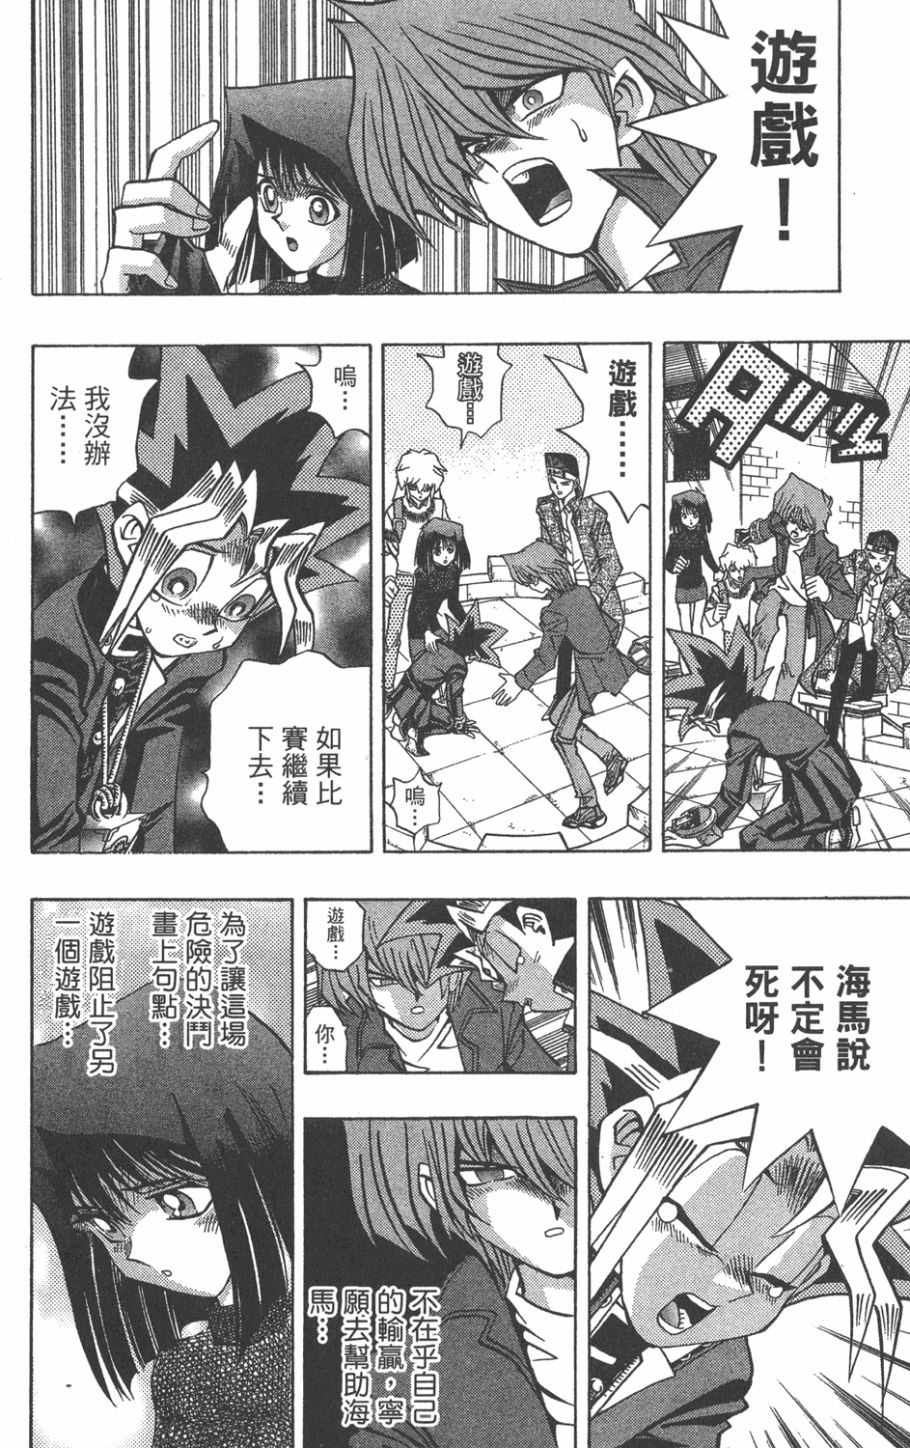 遊戲！
遊戲……
遊戲…
嗚…
嗚…
我沒辦
法……
如果比
賽繼續
下去…
海馬說
不定會
死呀！
遊戲…
你…
不在乎自己
的輸贏，寧
願去幫助海
馬…
為了讓這場
危險的決鬥
畫上句點…
遊戲阻止了另
一個遊戲…